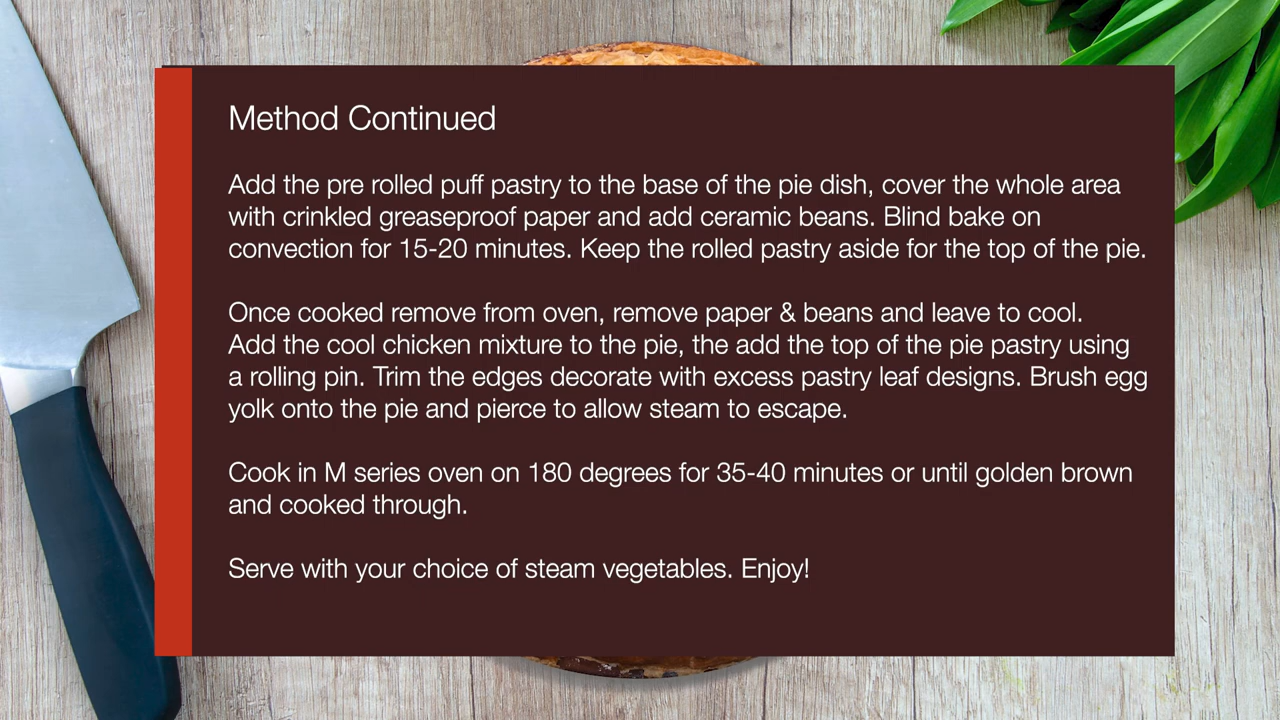 Method Continued
Add the pre rolled puff pastry to the base of the pie dish, cover the whole area
with crinkled greaseproof paper and add ceramic beans. Blind bake on
convection for 15-20 minutes. Keep the rolled pastry aside for the top of the pie.
Once cooked remove from oven, remove paper & beans and leave to cool.
Add the cool chicken mixture to the pie, the add the top of the pie pastry using
a rolling pin. Trim the edges decorate with excess pastry leaf designs. Brush egg
yolk onto the pie and pierce to allow steam to escape.
Cook in M series oven on 180 degrees for 35-40 minutes or until golden brown
and cooked through.
Serve with your choice of steam vegetables. Enjoy!